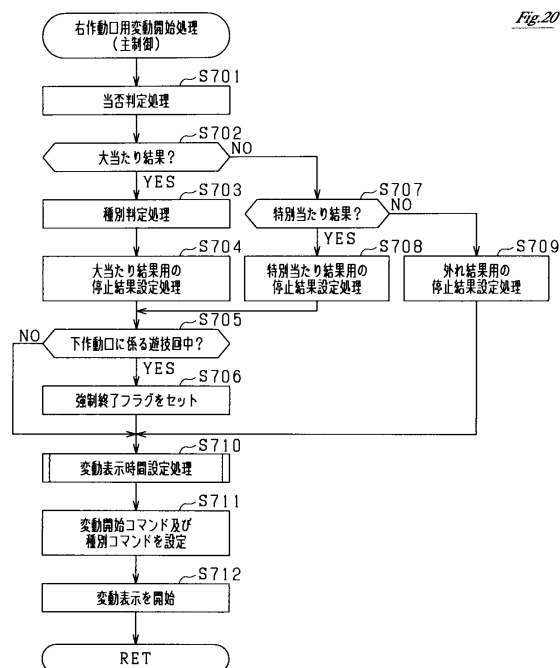 Fig.20
右作動口用変動開始処理
（主制御）
S701
当否判定処理
S702
大当たり結果？
NO
YES
S703
種別判定処理
S707
特別当たり結果？
NO
YES
S704
大当たり結果用の
停止結果設定処理
S708
特別当たり結果用の
停止結果設定処理
S709
外れ結果用の
停止結果設定処理
S705
NO
下作動口に係る遊技回中？
YES
S706
強制終了フラグをセット
S710
変動表示時間設定処理
S711
変動開始コマンド及び
種別コマンドを設定
S712
変動表示を開始
RET